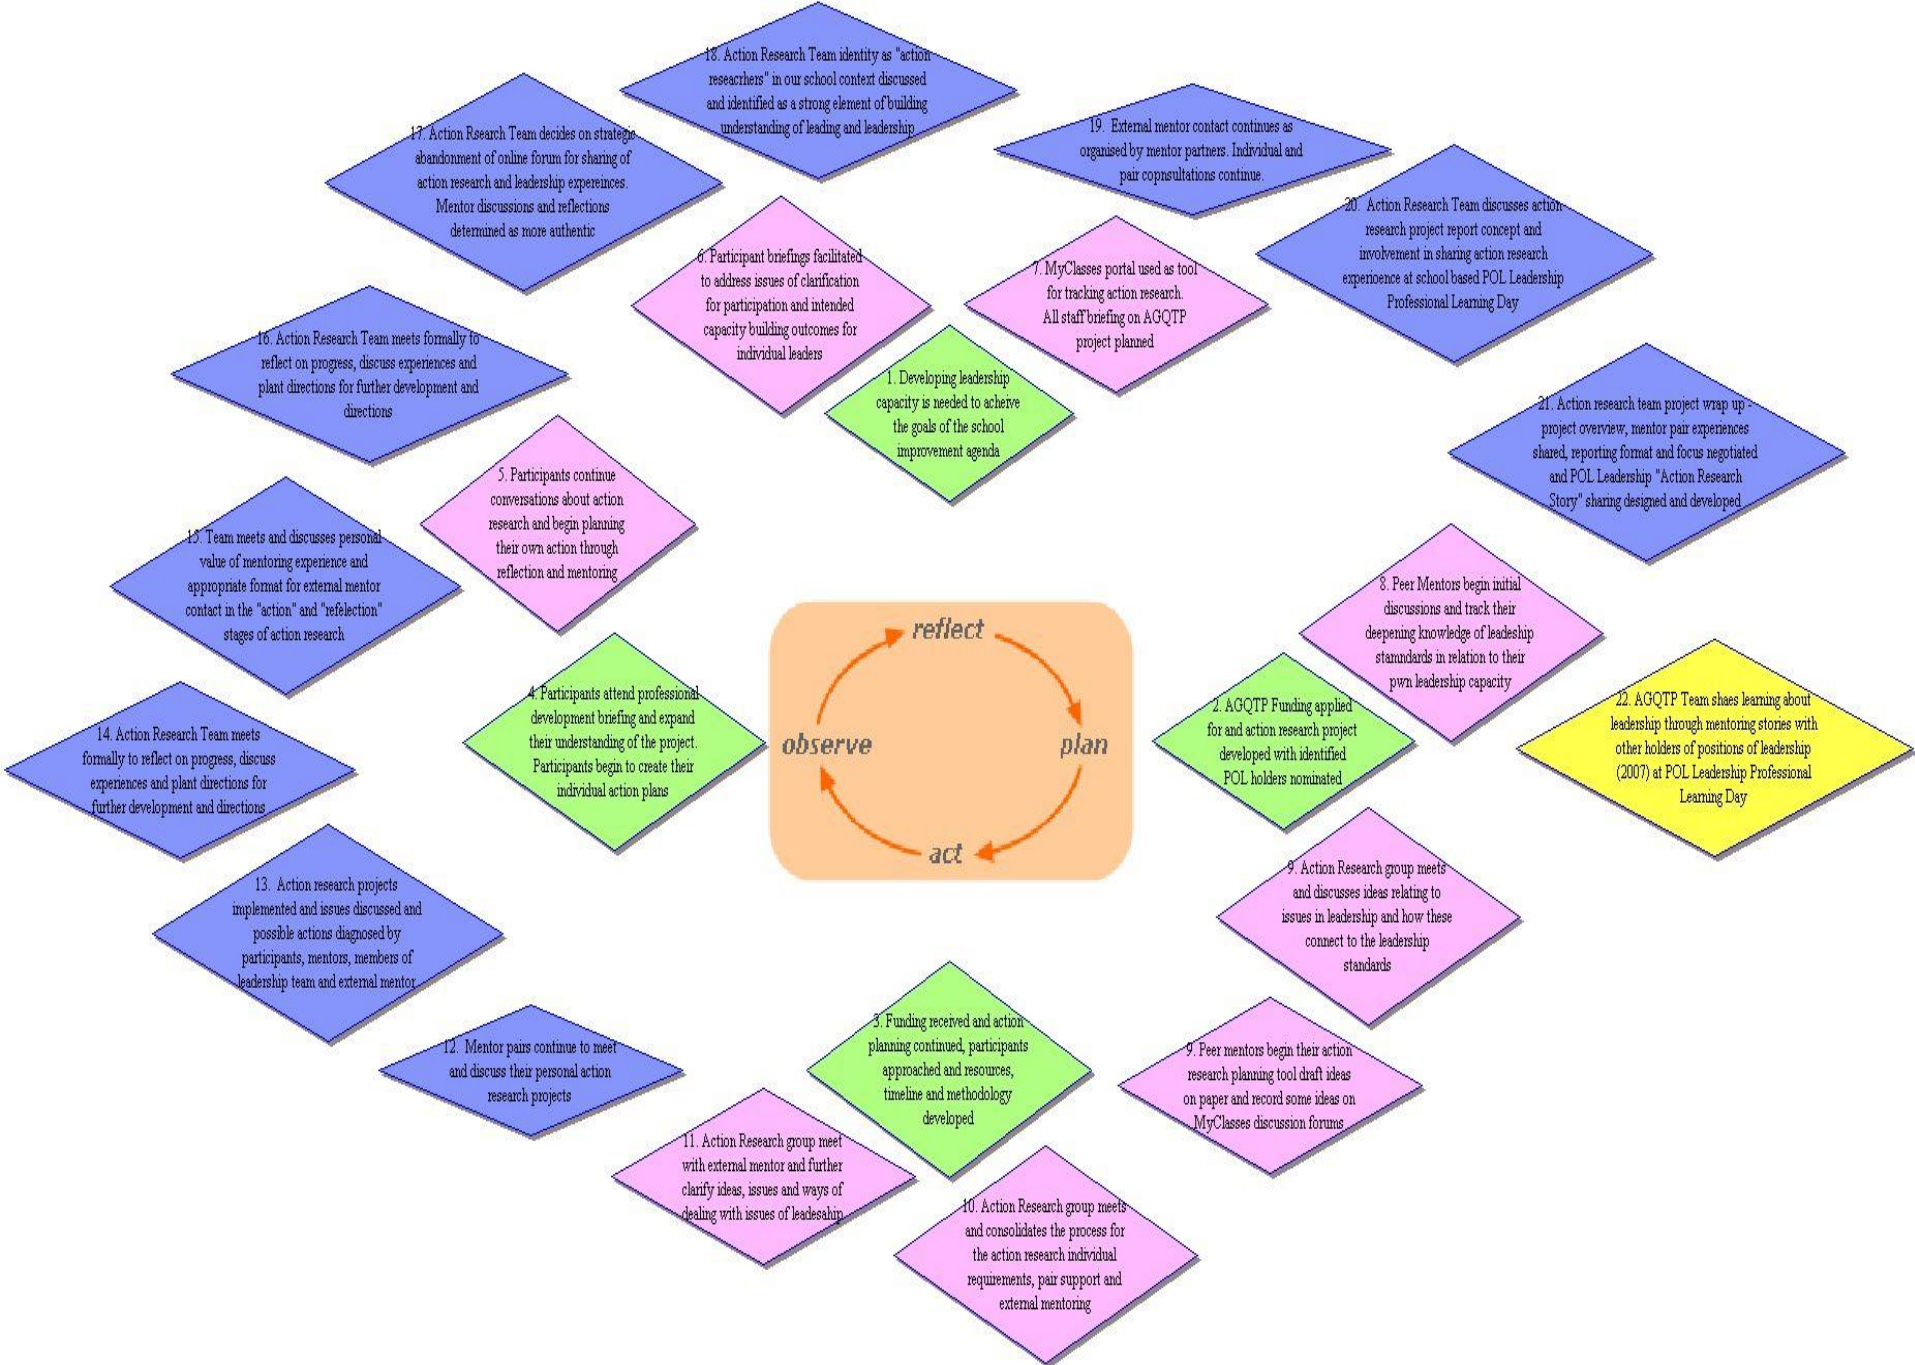 18. Action Research Team identity as "action
reseacrhers" in our school context discussed
and identified as a strong element of building
understanding of leading and leadership
17. Action Rsearch Team decides on strategic
abandonment of online forum for sharing of
action research and leadership expereinces.
Mentor discussions and reflections
determined as more authentic
19. External mentor contact continues as
organised by mentor partners. Individual and
pair copnsultations continue.
20. Action Research Team discusses action
research project report concept and
involvement in sharing action research
experience at school based POL Leadership
Professional Learning Day
6. Participant briefings facilitated
to address issues of clarification
for participation and intended
capacity building outcomes for
individual leaders
7. MyClasses portal used as tool
for tracking action research.
All staff briefing on AGQTP
project planned
16. Action Research Team meets formally to
reflect on progress, discuss experiences and
plant directions for further development and
directions
1. Developing leadership
capacity is needed to acheive
the goals of the school
improvement agenda
21. Action research team project wrap up -
project overview, mentor pair experiences
shared, reporting format and focus negotiated
and POL Leadership "Action Research
Story" sharing designed and developed
5. Participants continue
conversations about action
research and begin planning
their own action through
reflection and mentoring
15. Team meets and discusses personal
value of mentoring experience and
appropriate format for external mentor
contact in the "action" and "refelection"
stages of action research
8. Peer Mentors begin initial
discussions and track their
deepening knowledge of leadeship
stamndards in relation to their
pwn leadership capacity
reflect
observe
plan
act
4. Participants attend professional
development briefing and expand
their understanding of the project.
Participants begin to create their
individual action plans
2. AGQTP Funding applied
for and action research project
developed with identified
POL holders nominated
22. AGQTP Team shaes learning about
leadership through mentoring stories with
other holders of positions of leadership
(2007) at POL Leadership Professional
Learning Day
14. Action Research Team meets
formally to reflect on progress, discuss
experiences and plant directions for
further development and directions
13. Action research projects
implemented and issues discussed and
possible actions diagnosed by
participants, mentors, members of
leadership team and external mentor
9. Action Research group meets
and discusses ideas relating to
issues in leadership and how these
connect to the leadership
standards
3. Funding received and action
planning continued, participants
approached and resources,
timeline and methodology
developed
12. Mentor pairs continue to meet
and discuss their personal action
research projects
9. Peer mentors begin their action
research planning tool draft ideas
on paper and record some ideas on
MyClasses discussion forums
11. Action Research group meet
with external mentor and further
clarify ideas, issues and ways of
dealing with issues of leadesahip
10. Action Research group meets
and consolidates the process for
the action research individual
requirements, pair support and
external mentoring